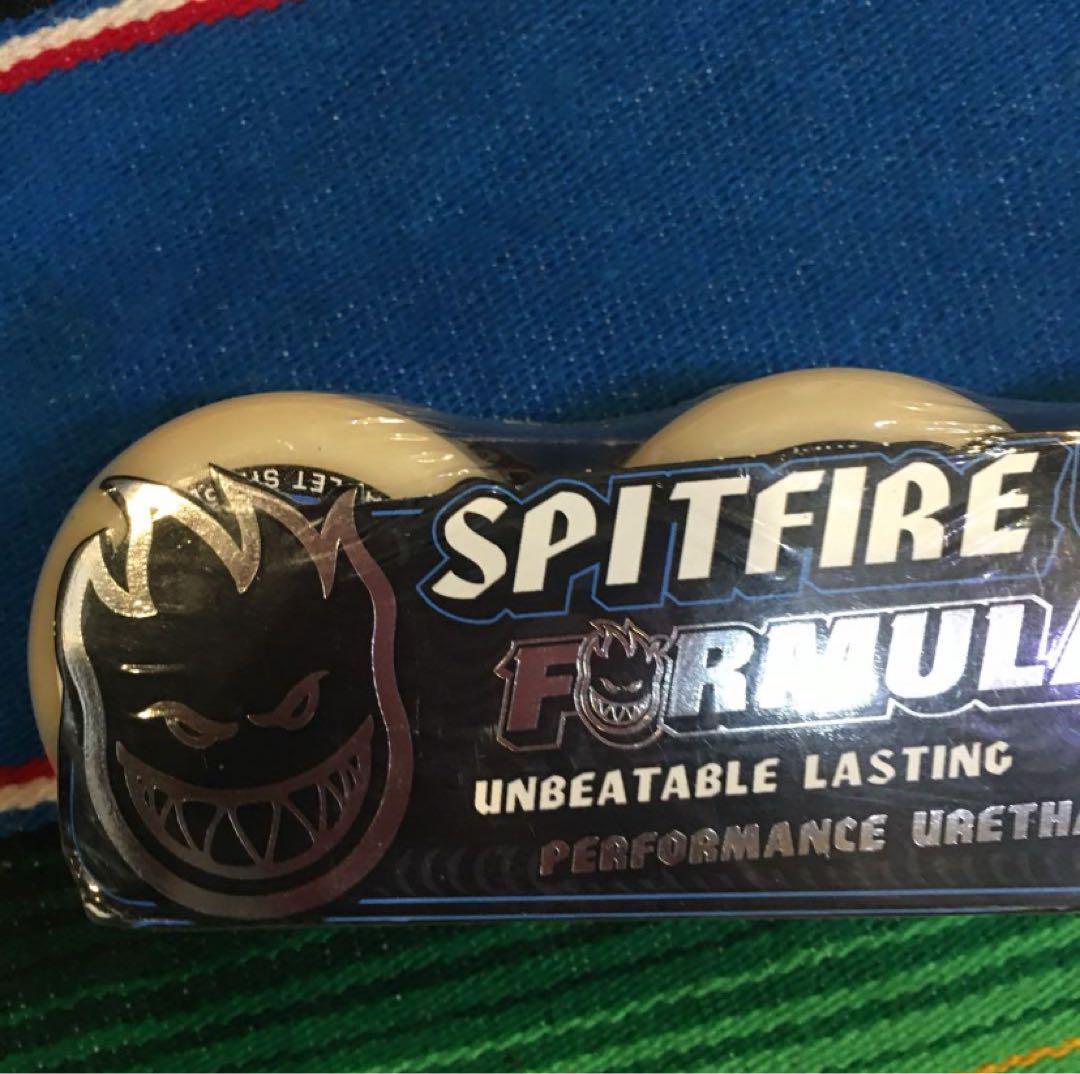 SPITFIRE
FORMULA
UNBEATABLE LASTING
PERFORMANCE URETHA